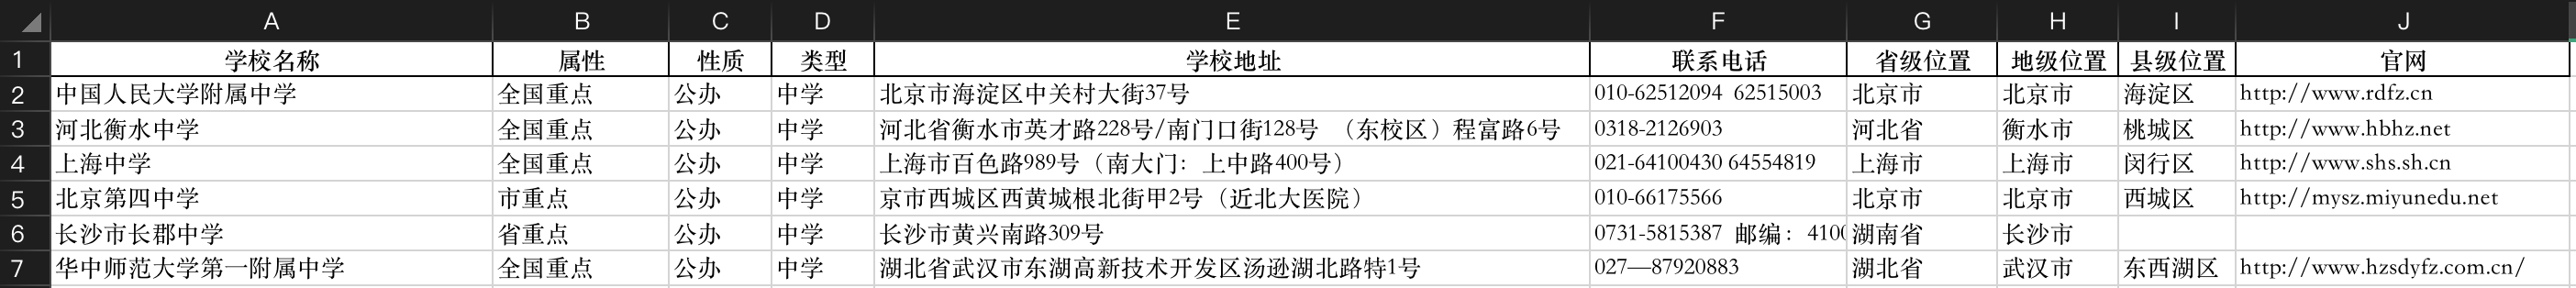 A B C D E F G H I J
1 学校名称 属性 性质 类型 学校地址 联系电话 省级位置 地级位置 县级位置 官网
2 中国人民大学附属中学 全国重点 公办 中学 北京市海淀区中关村大街37号 010-62512094  62515003 北京市 北京市 海淀区 http://www.rdfz.cn
3 河北衡水中学 全国重点 公办 中学 河北省衡水市英才路228号/南门口街128号 （东校区）程富路6号 0318-2126903 河北省 衡水市 桃城区 http://www.hbhz.net
4 上海中学 全国重点 公办 中学 上海市百色路989号（南大门：上中路400号） 021-64100430 64554819 上海市 上海市 闵行区 http://www.shs.sh.cn
5 北京第四中学 市重点 公办 中学 京市西城区西黄城根北街甲2号（近北大医院） 010-66175566 北京市 北京市 西城区 http://mysz.miyunedu.net
6 长沙市长郡中学 省重点 公办 中学 长沙市黄兴南路309号 0731-5815387  邮编：4100 湖南省 长沙市
7 华中师范大学第一附属中学 全国重点 公办 中学 湖北省武汉市东湖高新技术开发区汤逊湖北路特1号 027—87920883 湖北省 武汉市 东西湖区 http://www.hzsdyfz.com.cn/